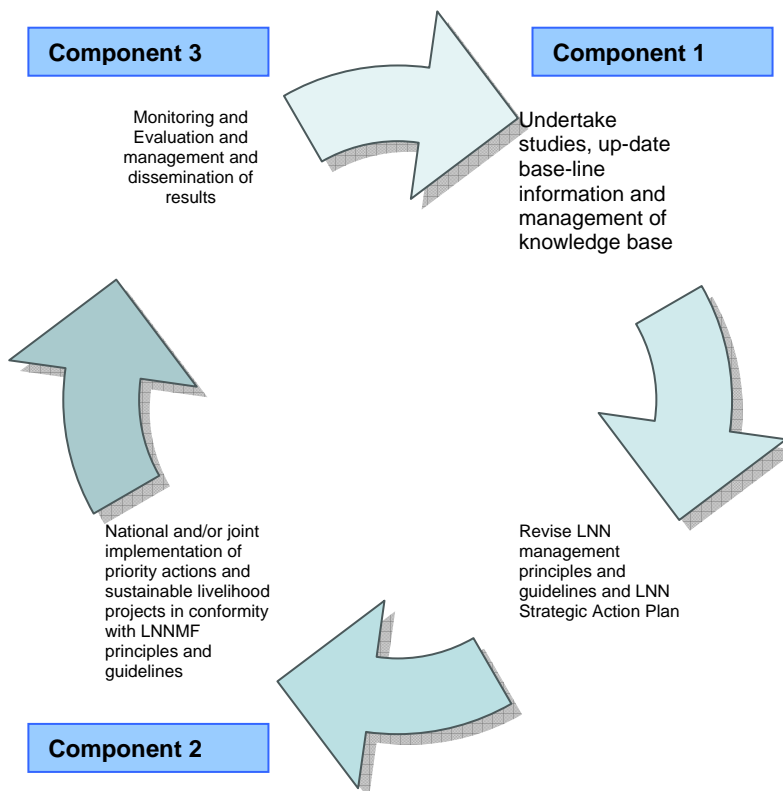 Component 3
Component 1
Monitoring and
Evaluation and
management and
dissemination of
results
Undertake
studies, up-date
base-line
information and
management of
knowledge base
National and/or joint
implementation of
priority actions and
sustainable livelihood
projects in conformity
with LNNMF
principles and
guidelines
Revise LNN
management
principles and
guidelines and LNN
Strategic Action Plan
Component 2